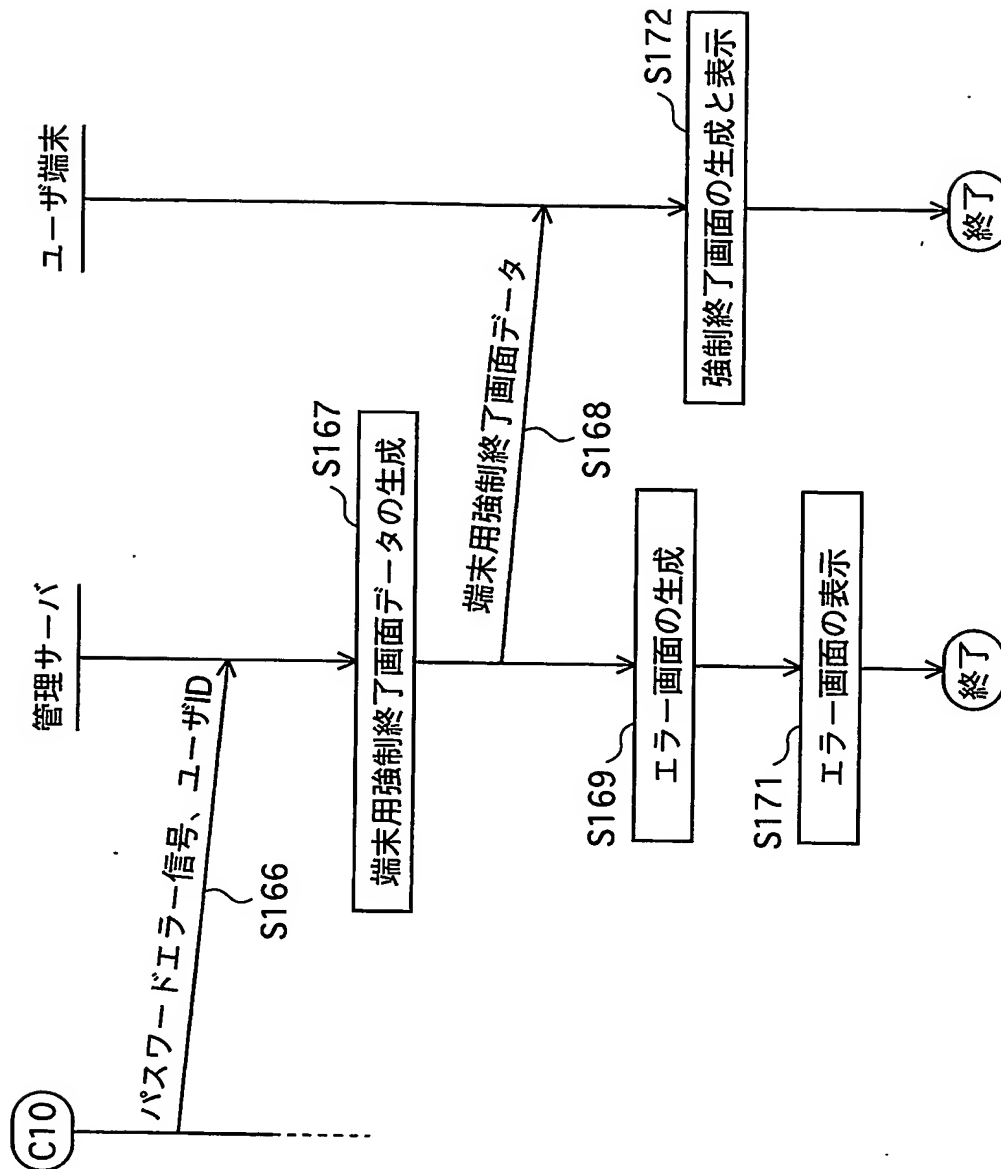 C10
管理サーバ
ユーザ端末
パスワードエラー信号、ユーザID
S166
S167
端末用強制終了画面データの生成
端末用強制終了画面データ
S168
S169
エラー画面の生成
S171
エラー画面の表示
終了
S172
強制終了画面の生成と表示
終了